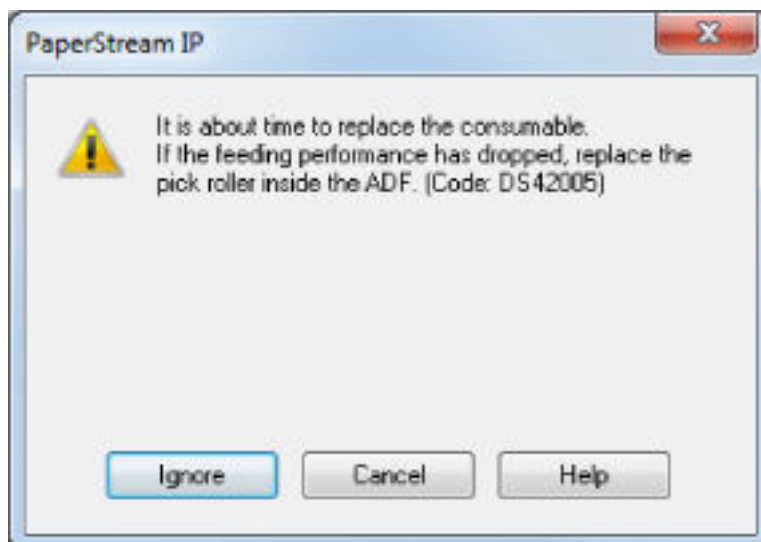 PaperStream IP
It is about time to replace the consumable.
If the feeding performance has dropped, replace the
pick roller inside the ADF. (Code: DS42005)
Ignore
Cancel
Help